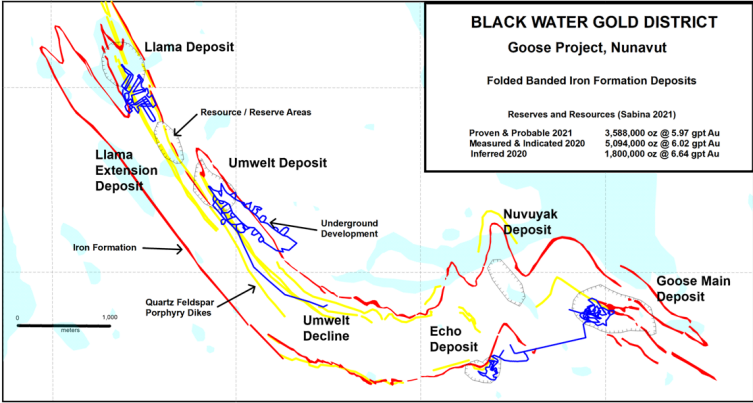 BLACK WATER GOLD DISTRICT
Goose Project, Nunavut
Folded Banded Iron Formation Deposits
Reserves and Resources (Sabina 2021)
Proven & Probable 2021 3,588,000 oz @ 5.97 gpt Au
Measured & Indicated 2020 5,094,000 oz @ 6.02 gpt Au
Inferred 2020 1,800,000 oz @ 6.64 gpt Au
Llama Deposit
Resource / Reserve Areas
Llama
Extension
Deposit
Umwelt Deposit
Underground
Development
Nuvuyak
Deposit
Iron Formation
Goose Main
Deposit
Quartz Feldspar
Porphyry Dikes
Umwelt
Decline
Echo
Deposit
0 1,000
meters